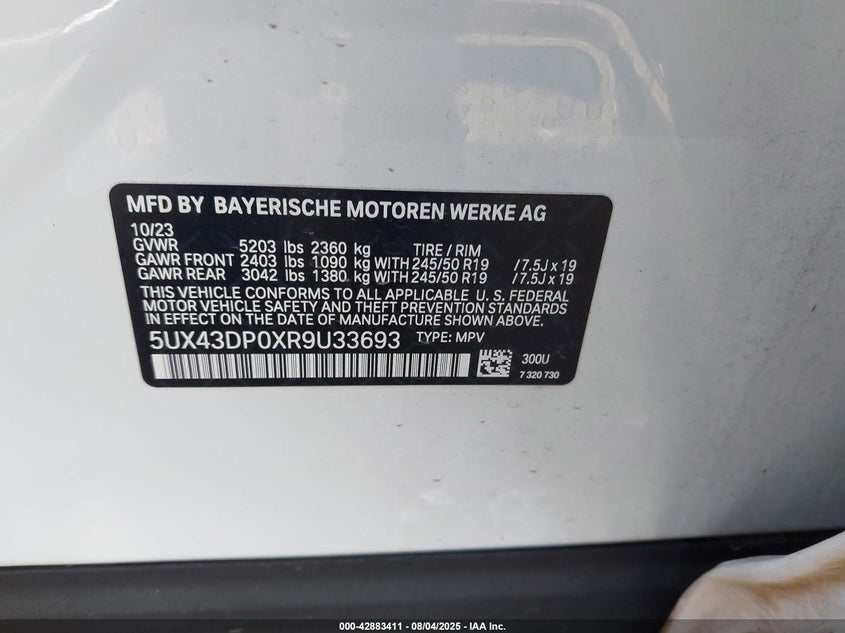 MFD BY BAYERISCHE MOTOREN WERKE AG
10/23
GVWR 5203 lbs 2360 kg TIRE / RIM
GAWR FRONT 2403 lbs 1090 kg WITH 245/50 R19 /7.5J x 19
GAWR REAR 3042 lbs 1380 kg WITH 245/50 R19 /7.5J x 19
THIS VEHICLE CONFORMS TO ALL APPLICABLE U. S. FEDERAL
MOTOR VEHICLE SAFETY AND THEFT PREVENTION
STANDARDS IN EFFECT ON THE DATE OF MANUFACTURE SHOWN ABOVE.
5UX43DP0XR9U33693 TYPE: MPV
300U
7 320 730
000-42883411 - 08/04/2025 - IAA Inc.